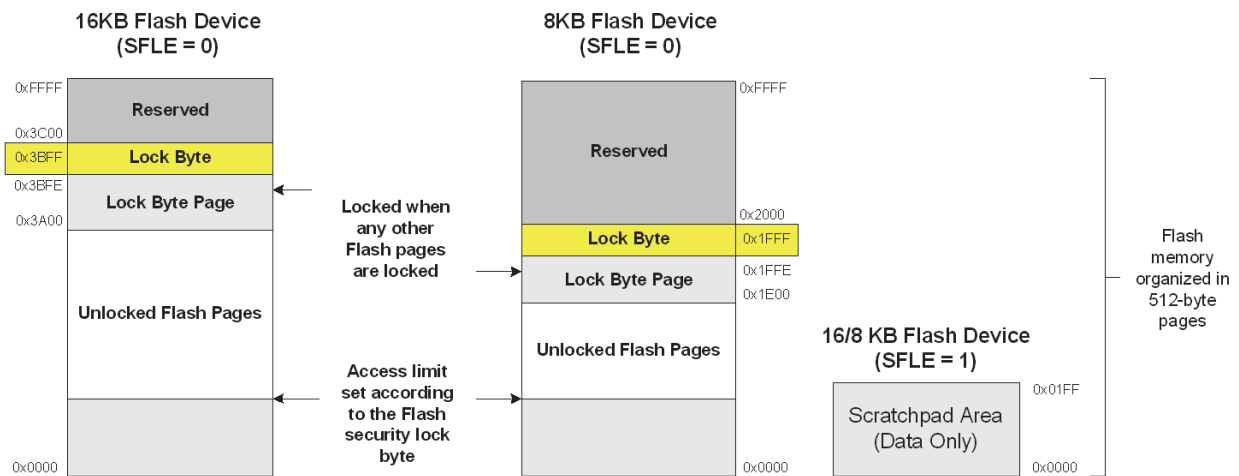 16KB Flash Device
(SFLE = 0)
0xFFFF
Reserved
0x3C00
0x3BFF
Lock Byte
0x3BFE
Lock Byte Page
0x3A00
Unlocked Flash Pages
0x0000
Locked when
any other
Flash pages
are locked
Access limit
set according
to the Flash
security lock
byte
8KB Flash Device
(SFLE = 0)
0xFFFF
Reserved
0x2000
Lock Byte
0x1FFF
0x1FFE
Lock Byte Page
0x1E00
Unlocked Flash Pages
0x0000
16/8 KB Flash Device
(SFLE = 1)
0x01FF
Scratchpad Area
(Data Only)
0x0000
Flash
memory
organized in
512-byte
pages